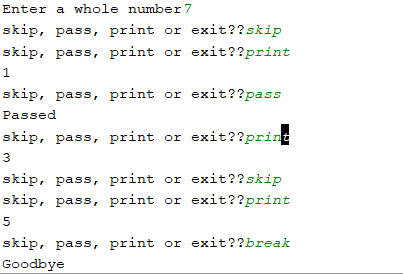 Enter a whole number7
skip, pass, print or exit??skip
skip, pass, print or exit??print
1
skip, pass, print or exit??pass
Passed
skip, pass, print or exit??print
3
skip, pass, print or exit??skip
skip, pass, print or exit??print
5
skip, pass, print or exit??break
Goodbye